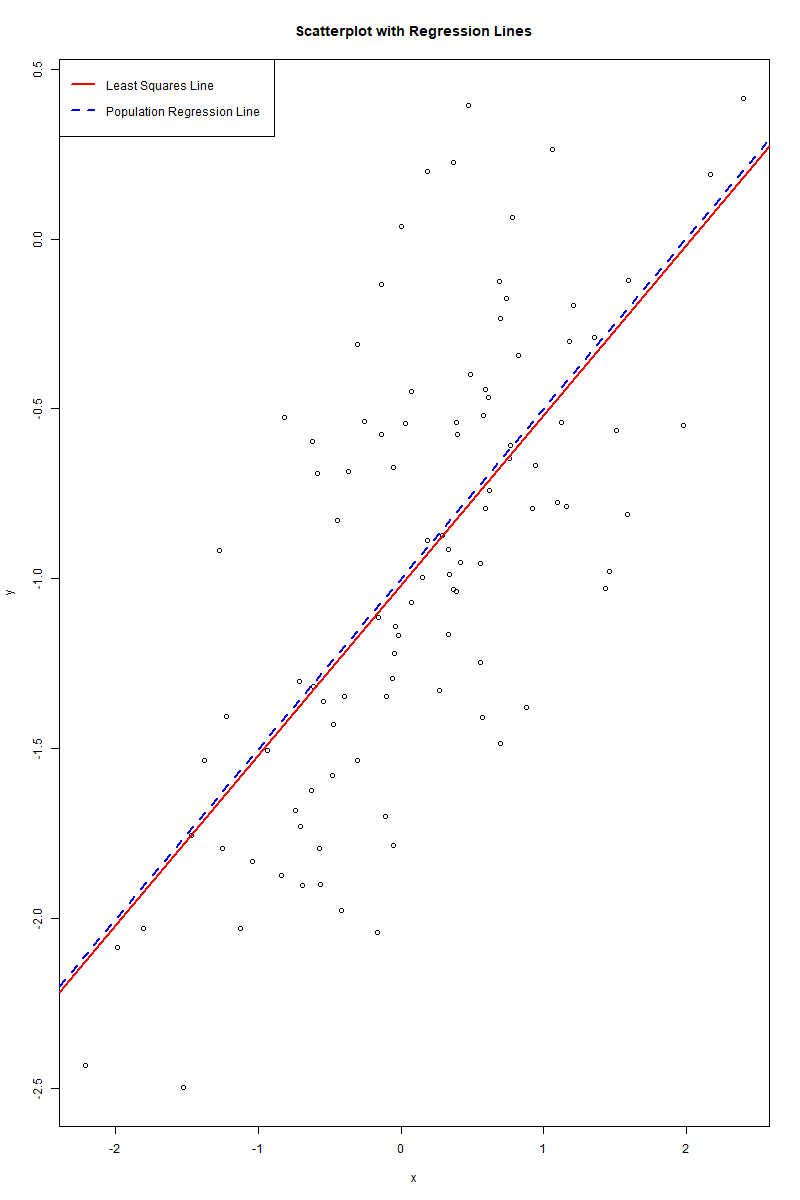 Scatterplot with Regression Lines
Least Squares Line
Population Regression Line
0.5
0.0
-0.5
-1.0
-1.5
-2.0
-2.5
y
-2 -1 0 1 2
x